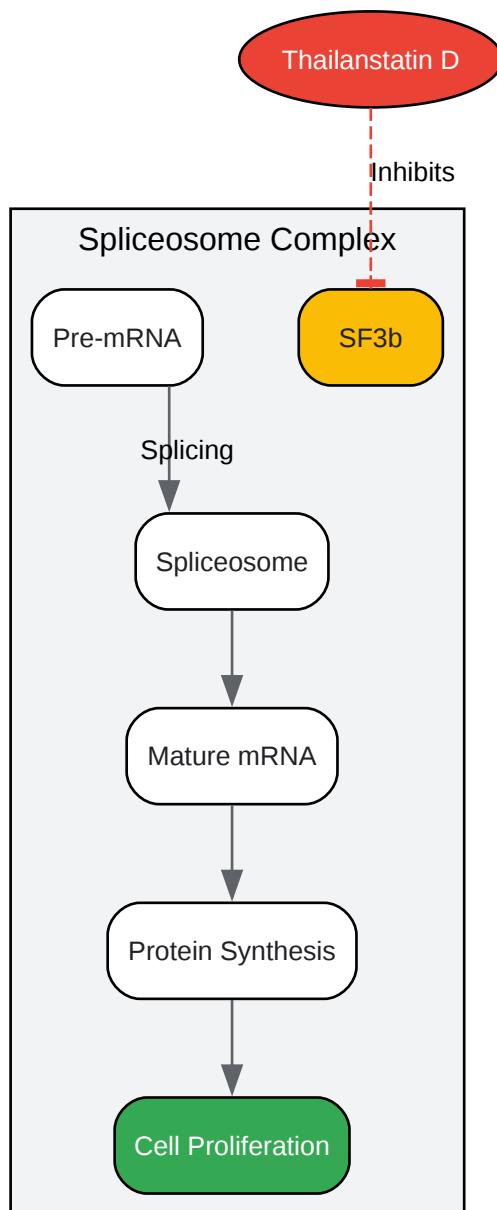 Thailanstatin D
Inhibits
Spliceosome Complex
Pre-mRNA
SF3b
Splicing
Spliceosome
Mature mRNA
Protein Synthesis
Cell Proliferation